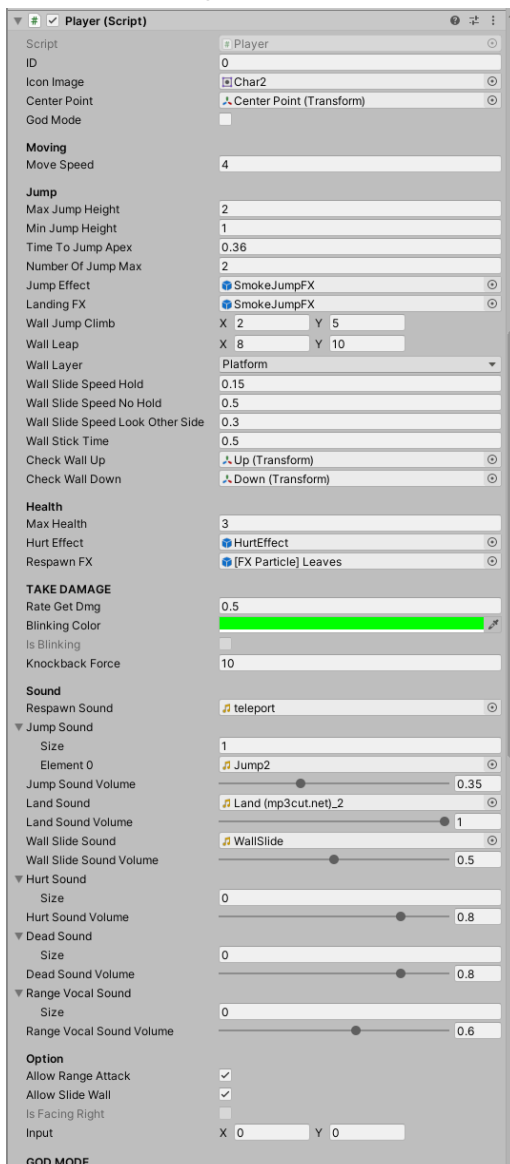 # Player (Script)
Script # Player
ID 0
Icon Image Char2
Center Point Center Point (Transform)
God Mode
Moving
Move Speed 4
Jump
Max Jump Height 2
Min Jump Height 1
Time To Jump Apex 0.36
Number Of Jump Max 2
Jump Effect SmokeJumpFX
Landing FX SmokeJumpFX
Wall Jump Climb X 2 Y 5
Wall Leap X 8 Y 10
Wall Layer Platform
Wall Slide Speed Hold 0.15
Wall Slide Speed No Hold 0.5
Wall Slide Speed Look Other Side 0.3
Wall Stick Time 0.5
Check Wall Up Up (Transform)
Check Wall Down Down (Transform)
Health
Max Health 3
Hurt Effect HurtEffect
Respawn FX [FX Particle] Leaves
TAKE DAMAGE
Rate Get Dmg 0.5
Blinking Color
Is Blinking
Knockback Force 10
Sound
Respawn Sound teleport
Jump Sound
Size 1
Element 0 Jump2
Jump Sound Volume 0.35
Land Sound Land (mp3cut.net)_2
Land Sound Volume 1
Wall Slide Sound WallSlide
Wall Slide Sound Volume 0.5
Hurt Sound
Size 0
Hurt Sound Volume 0.8
Dead Sound
Size 0
Dead Sound Volume 0.8
Range Vocal Sound
Size 0
Range Vocal Sound Volume 0.6
Option
Allow Range Attack
Allow Slide Wall
Is Facing Right
Input X 0 Y 0
GOD MODE